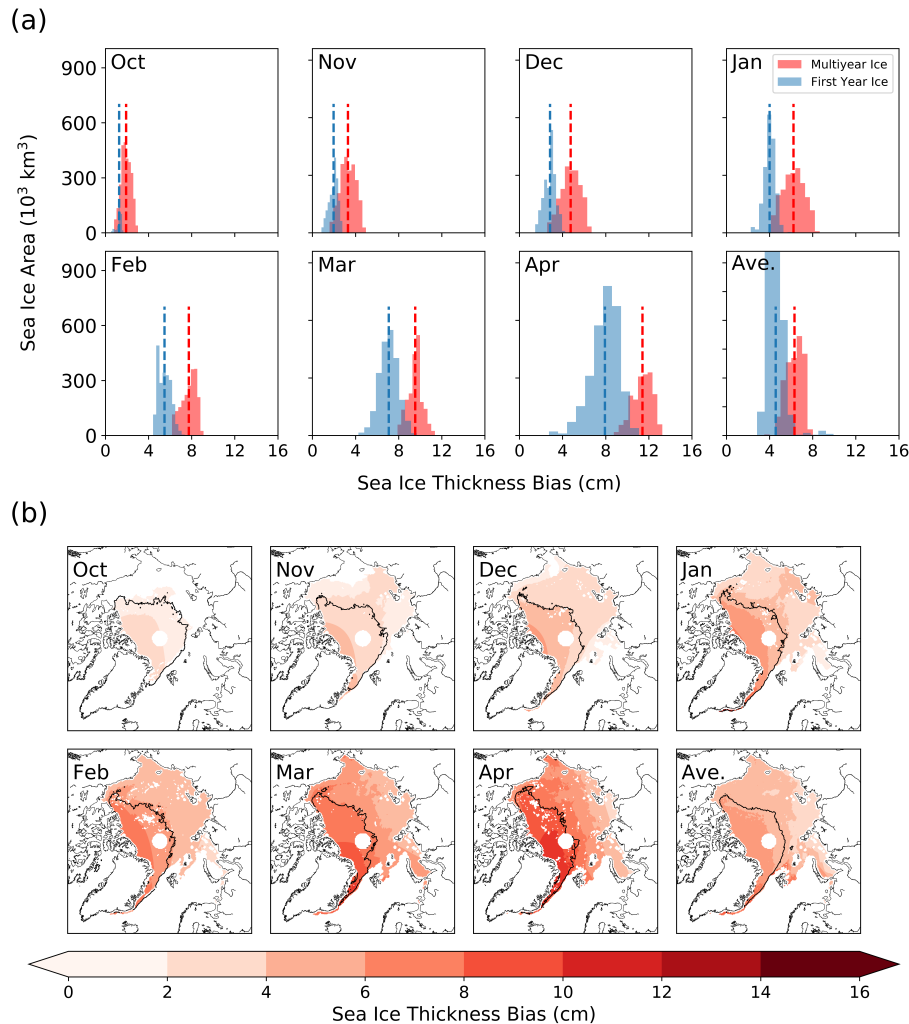 (a)
Oct
Nov
Dec
Jan
Multiyear Ice
First Year Ice
900
600
300
0
Feb
Mar
Apr
Ave.
900
600
300
0
0 4 8 12 16
0 4 8 12 16
0 4 8 12 16
0 4 8 12 16
Sea Ice Area (10³ km²)
Sea Ice Thickness Bias (cm)
(b)
Oct
Nov
Dec
Jan
Feb
Mar
Apr
Ave.
0 2 4 6 8 10 12 14 16
Sea Ice Thickness Bias (cm)